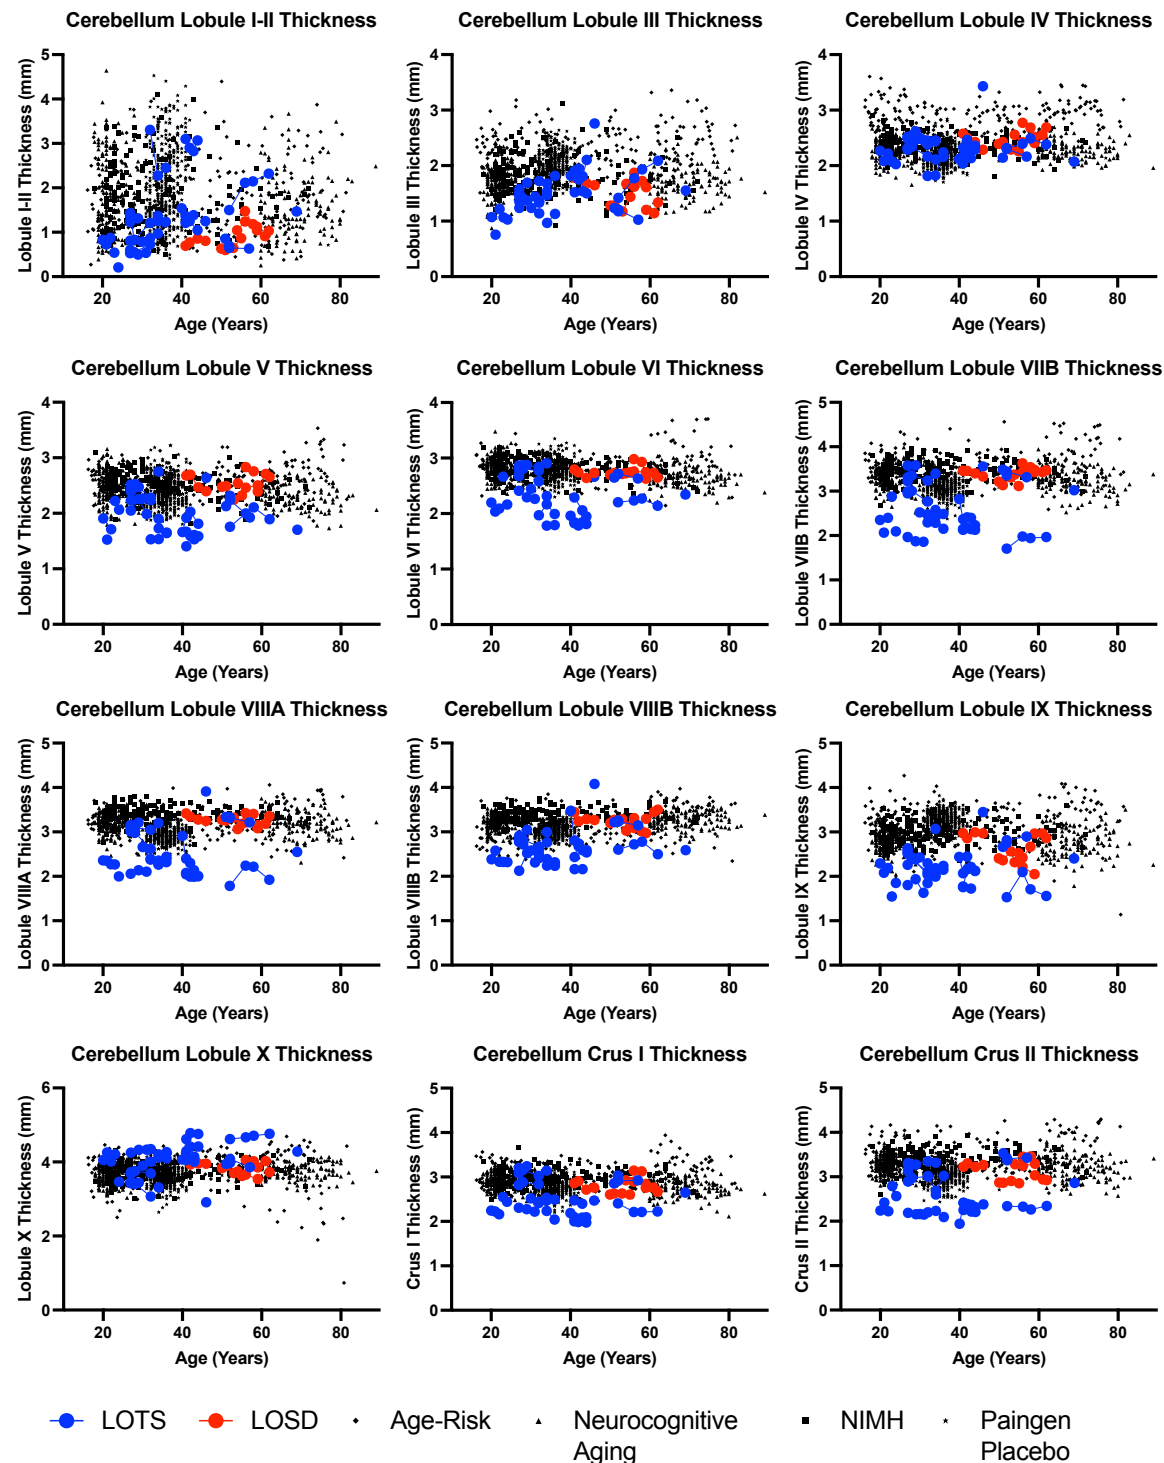 Cerebellum Lobule I-II Thickness
Cerebellum Lobule III Thickness
Cerebellum Lobule IV Thickness
Lobule I-II Thickness (mm)
5
4
3
2
1
0
20 40 60 80
Age (Years)
Lobule III Thickness (mm)
4
3
2
1
0
20 40 60 80
Age (Years)
Lobule IV Thickness (mm)
4
3
2
1
0
20 40 60 80
Age (Years)
Cerebellum Lobule V Thickness
Cerebellum Lobule VI Thickness
Cerebellum Lobule VIIB Thickness
Lobule V Thickness (mm)
4
3
2
1
0
20 40 60 80
Age (Years)
Lobule VI Thickness (mm)
4
3
2
1
0
20 40 60 80
Age (Years)
Lobule VIIB Thickness (mm)
5
4
3
2
1
0
20 40 60 80
Age (Years)
Cerebellum Lobule VIIIA Thickness
Cerebellum Lobule VIIIB Thickness
Cerebellum Lobule IX Thickness
Lobule VIIIA Thickness (mm)
5
4
3
2
1
0
20 40 60 80
Age (Years)
Lobule VIIIB Thickness (mm)
5
4
3
2
1
0
20 40 60 80
Age (Years)
Lobule IX Thickness (mm)
5
4
3
2
1
0
20 40 60 80
Age (Years)
Cerebellum Lobule X Thickness
Cerebellum Crus I Thickness
Cerebellum Crus II Thickness
Lobule X Thickness (mm)
6
4
2
0
20 40 60 80
Age (Years)
Crus I Thickness (mm)
5
4
3
2
1
0
20 40 60 80
Age (Years)
Crus II Thickness (mm)
5
4
3
2
1
0
20 40 60 80
Age (Years)
LOTS
LOSD
Age-Risk
Neurocognitive
Aging
NIMH
Paingen
Placebo